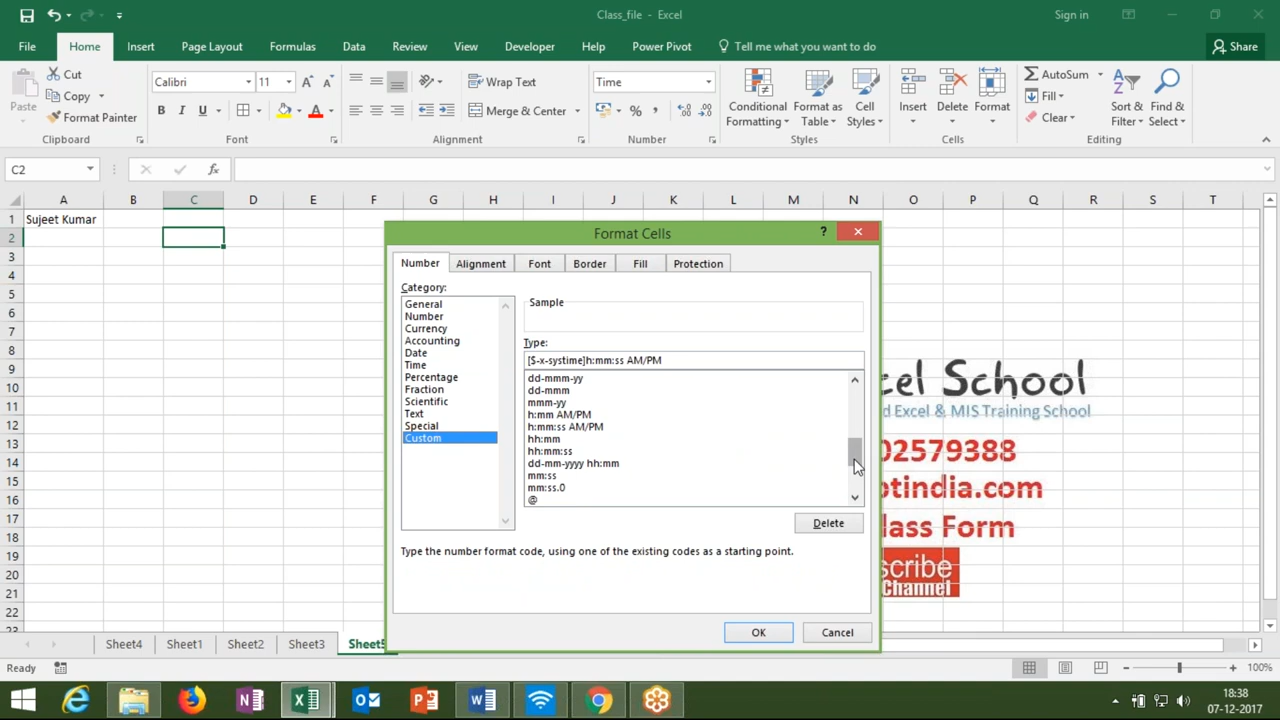 Class_file - Excel
Sign in
File Home Insert Page Layout Formulas Data Review View Developer Help Power Pivot Tell me what you want to do Share
Paste
Cut
Copy
Format Painter
Clipboard
Calibri 11
B I U
Font
Wrap Text
Merge & Center
Alignment
Time
% ,
Number
Conditional Formatting
Format as Table
Cell Styles
Styles
Insert Delete Format
Cells
AutoSum
Fill
Clear
Sort & Filter
Find & Select
Editing
C2
fx
A B C D E F G H I J K L M N O P Q R S T
1 Sujeet Kumar
2
3
4
5
6
7
8
9
10
11
12
13
14
15
16
17
18
19
20
21
22
23
Format Cells
?
Number Alignment Font Border Fill Protection
Category:
General
Number
Currency
Accounting
Date
Time
Percentage
Fraction
Scientific
Text
Special
Custom
Sample
Type:
[$-x-systime]h:mm:ss AM/PM
dd-mmm-yy
dd-mmm
mmm-yy
h:mm AM/PM
h:mm:ss AM/PM
hh:mm
hh:mm:ss
dd-mm-yyyy hh:mm
mm:ss
mm:ss.0
@
Delete
Type the number format code, using one of the existing codes as a starting point.
OK Cancel
cel School
d Excel & MIS Training School
02579388
ptindia.com
lass Form
scribe
Channel
Sheet4 Sheet1 Sheet2 Sheet3 Sheet5
Ready
100%
18:38
07-12-2017